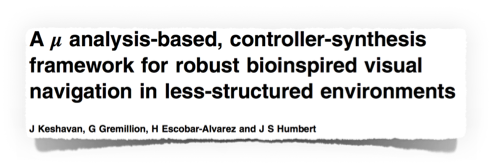 A μ analysis-based, controller-synthesis
framework for robust bioinspired visual
navigation in less-structured environments
J Keshavan, G Gremillion, H Escobar-Alvarez and J S Humbert